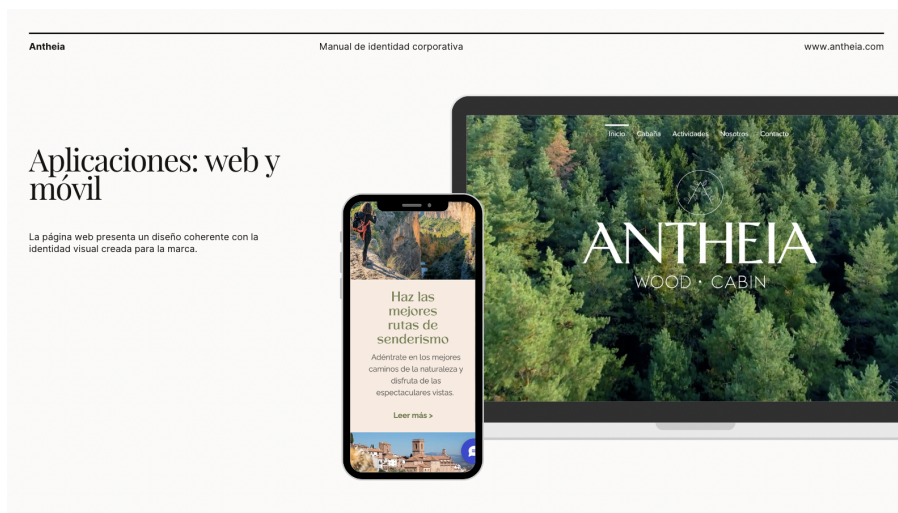 Antheia
Manual de identidad corporativa
www.antheia.com
Aplicaciones: web y
móvil
La página web presenta un diseño coherente con la
identidad visual creada para la marca.
Inicio Cabaña Actividades Nosotros Contacto
ANTHEIA
WOOD · CABIN
Haz las
mejores
rutas de
senderismo
Adéntrate en los mejores
caminos de la naturaleza y
disfruta de las
espectaculares vistas.
Leer más >